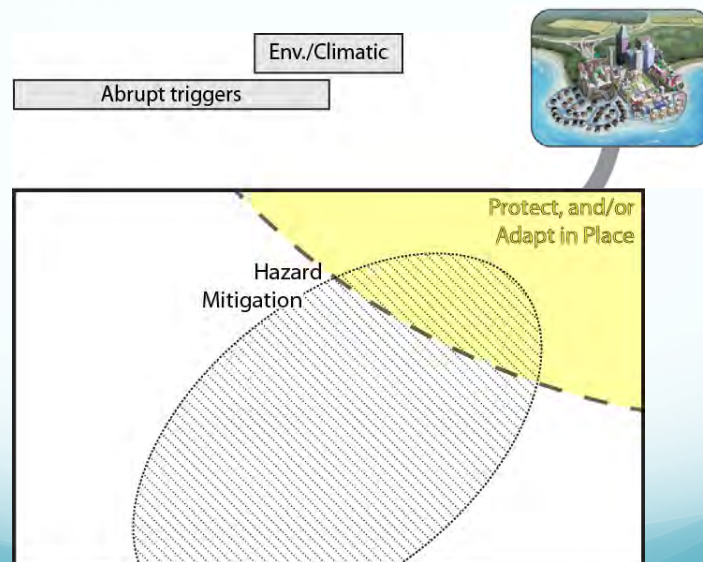 Env./Climatic
Abrupt triggers
Protect, and/or
Adapt in Place
Hazard
Mitigation